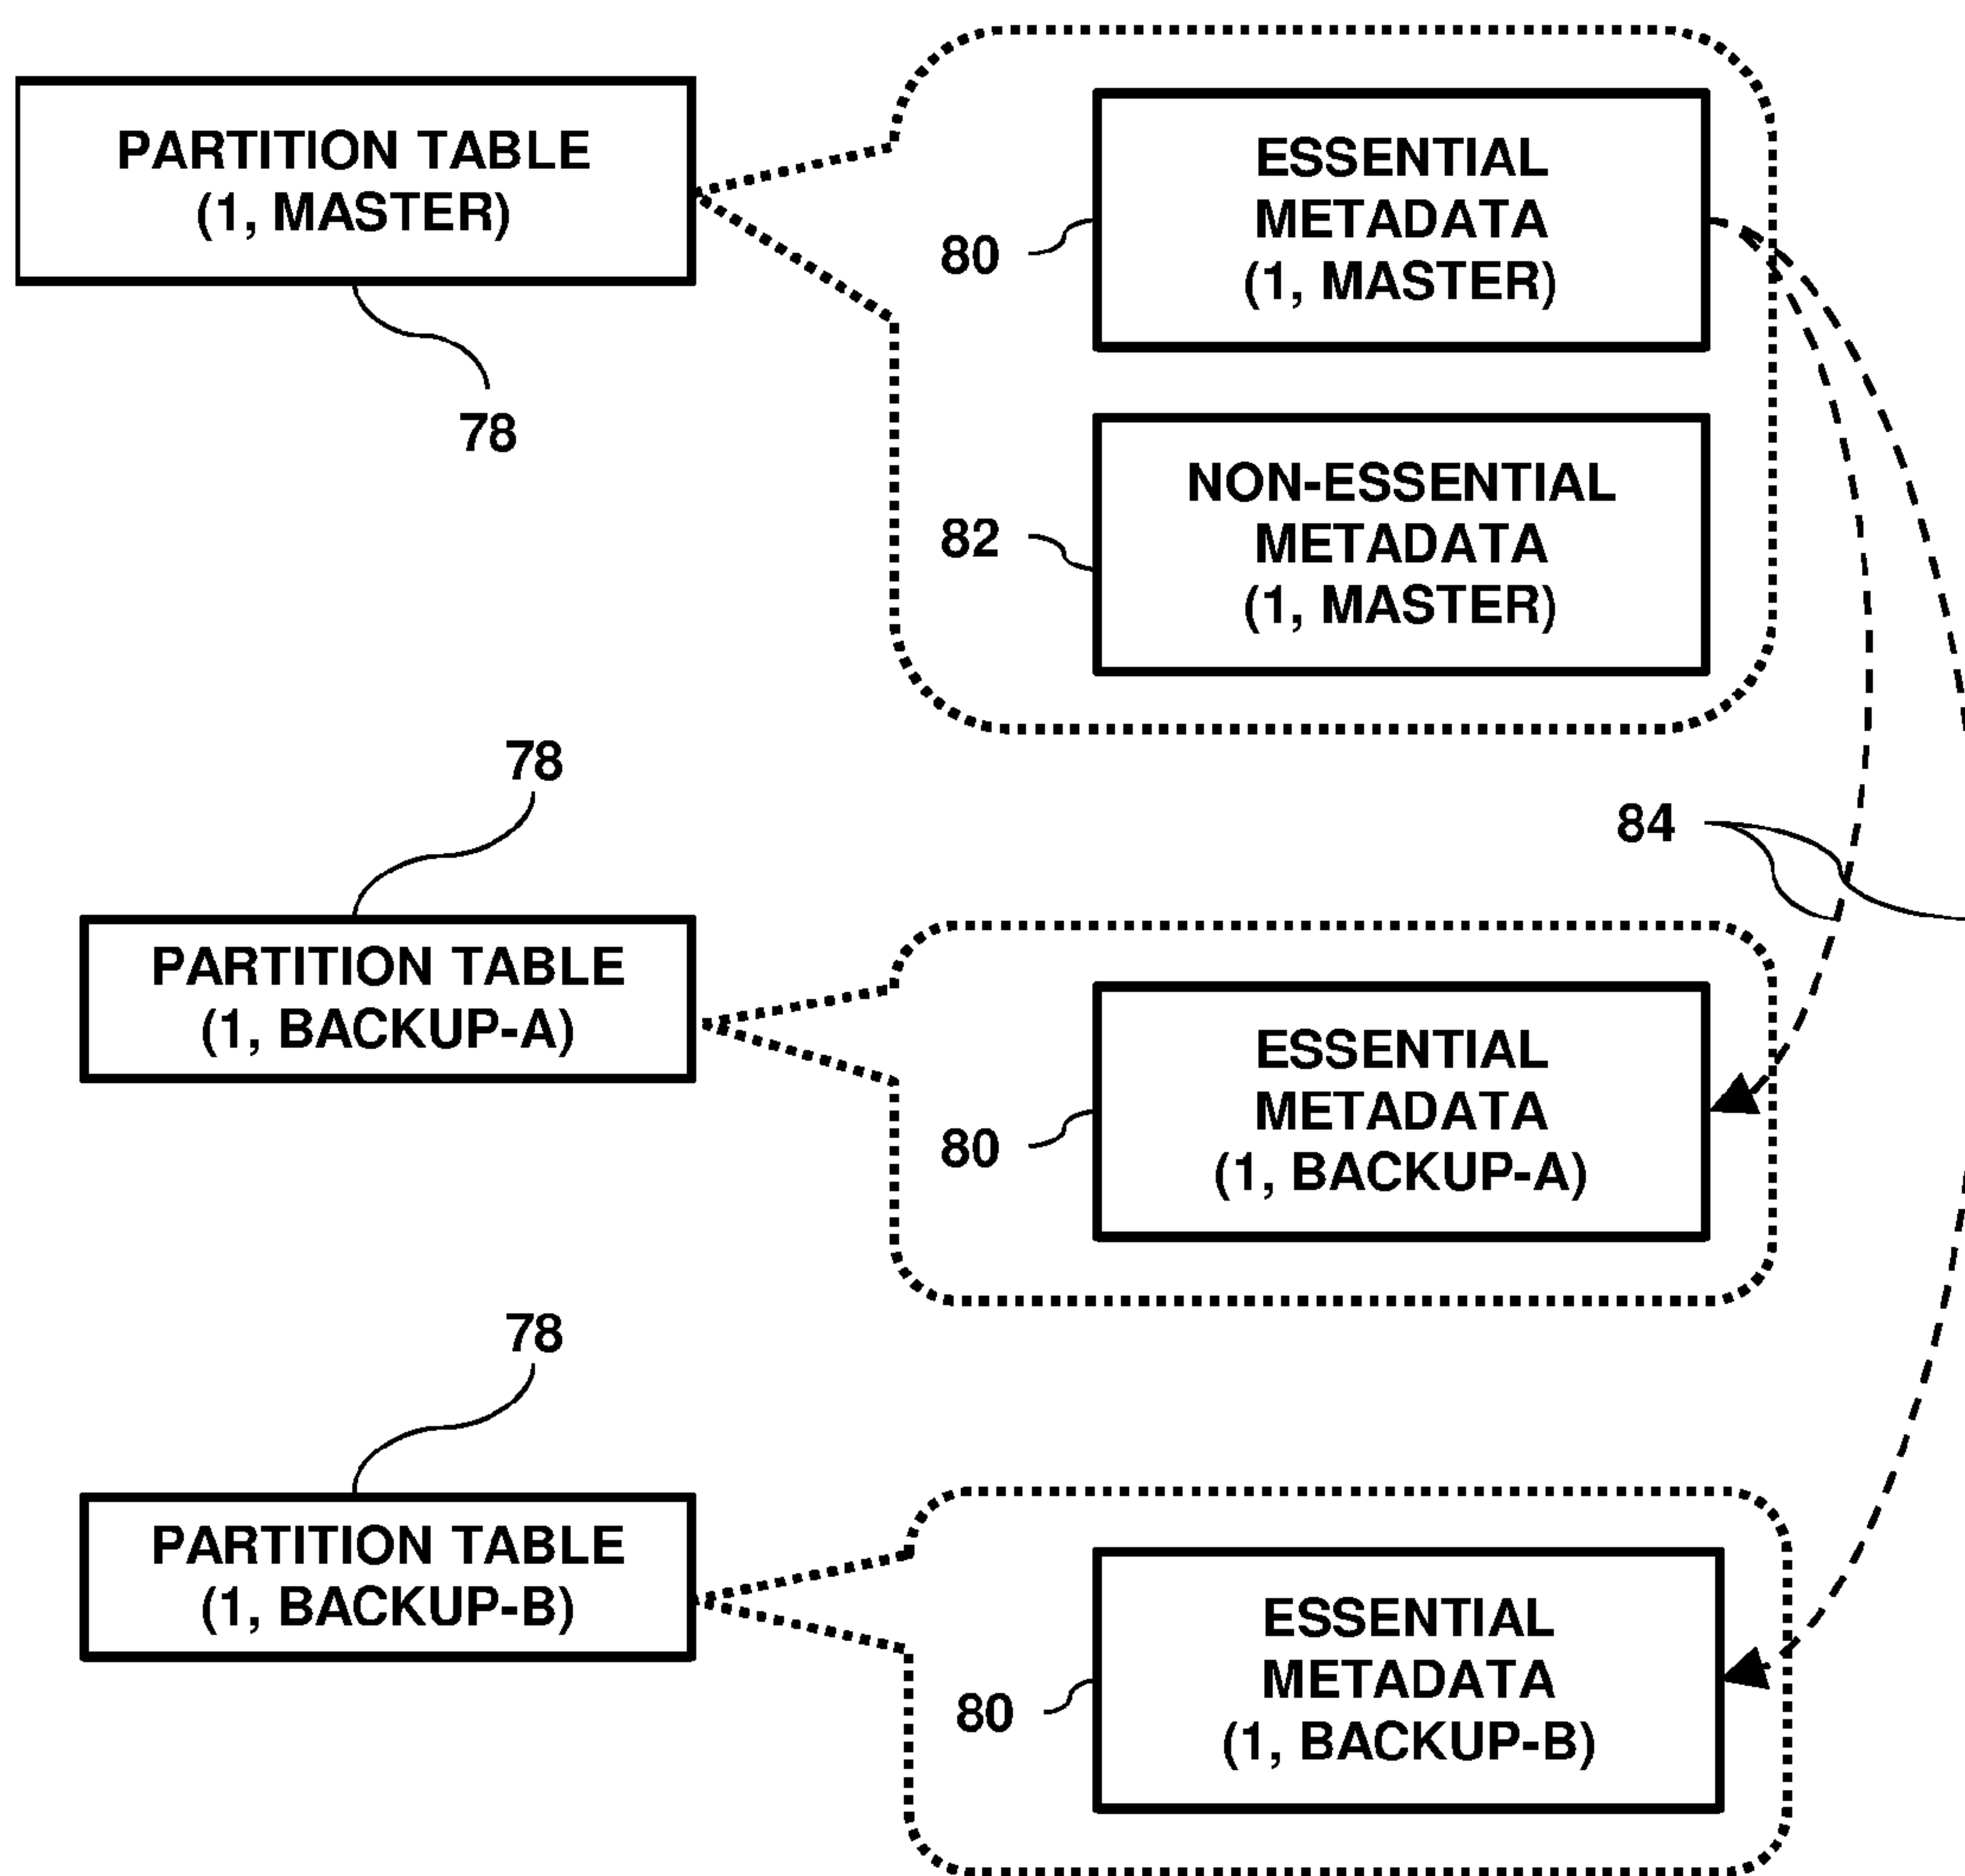 PARTITION TABLE
(1, MASTER)
78
ESSENTIAL
METADATA
(1, MASTER)
80
NON-ESSENTIAL
METADATA
(1, MASTER)
82
84
78
PARTITION TABLE
(1, BACKUP-A)
ESSENTIAL
METADATA
(1, BACKUP-A)
80
78
PARTITION TABLE
(1, BACKUP-B)
ESSENTIAL
METADATA
(1, BACKUP-B)
80